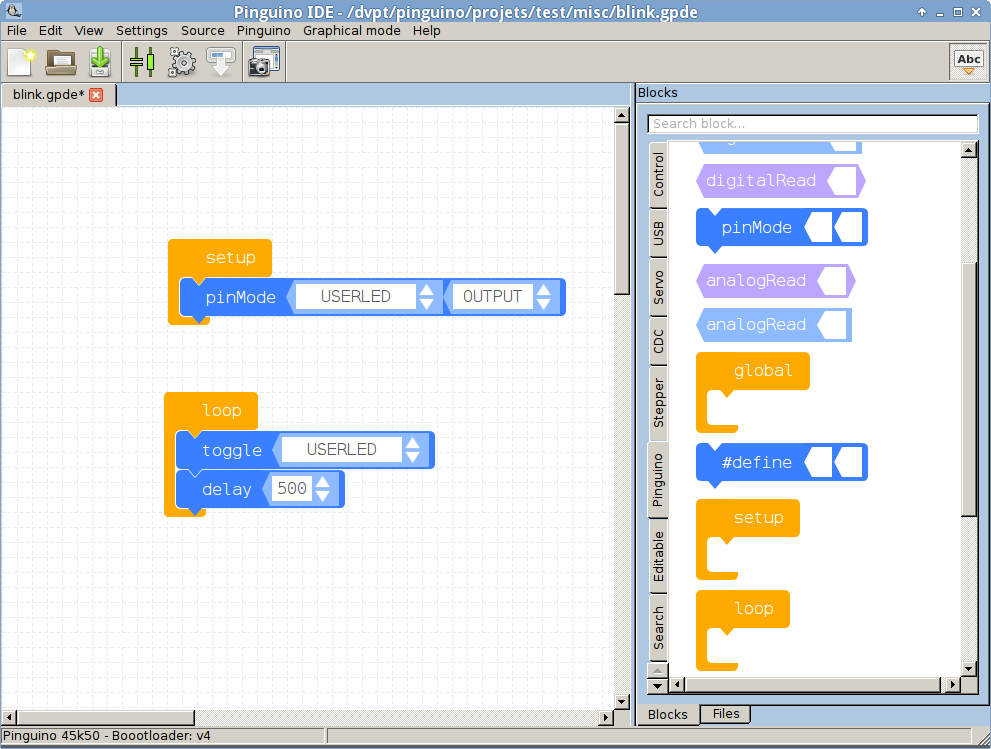 Pinguino IDE - /dvpt/pinguino/projets/test/misc/blink.gpde
File Edit View Settings Source Pinguino Graphical mode Help
Abc
blink.gpde*
setup
pinMode USERLED OUTPUT
loop
toggle USERLED
delay 500
Blocks
Search block...
Control
USB
Servo
CDC
Stepper
Pinguino
Editable
Search
digitalRead
pinMode
analogRead
analogRead
global
#define
setup
loop
Blocks Files
Pinguino 45k50 - Boootloader: v4